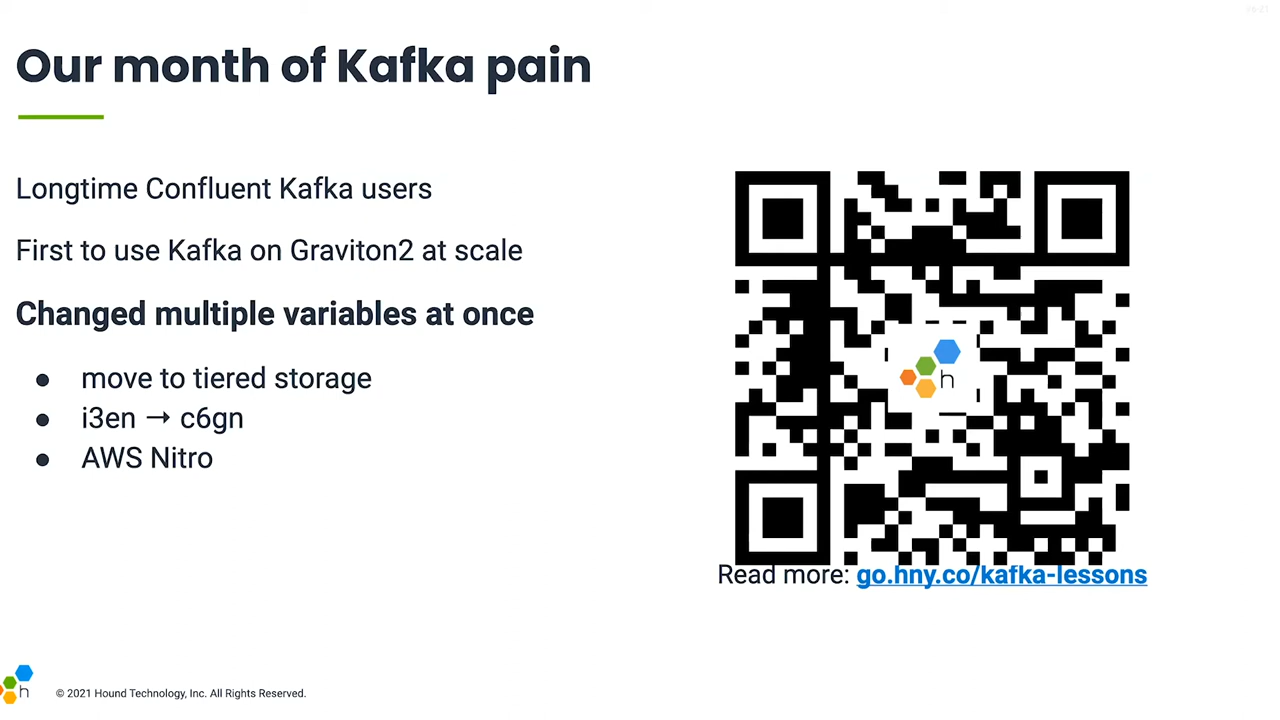 Our month of Kafka pain
Longtime Confluent Kafka users
First to use Kafka on Graviton2 at scale
Changed multiple variables at once
● move to tiered storage
● i3en → c6gn
● AWS Nitro
h
Read more: go.hny.co/kafka-lessons
h
© 2021 Hound Technology, Inc. All Rights Reserved.